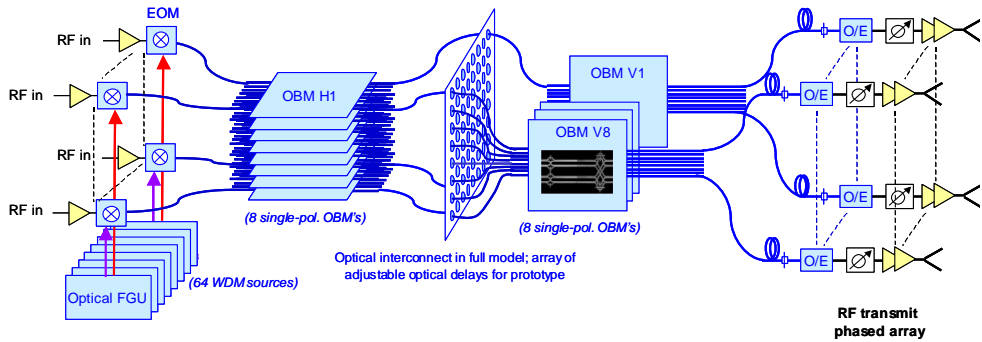 EOM
RF in
RF in
RF in
RF in
OBM H1
OBM V1
OBM V8
O/E
O/E
O/E
O/E
(8 single-pol. OBM's)
(8 single-pol. OBM's)
Optical interconnect in full model; array of
adjustable optical delays for prototype
(64 WDM sources)
Optical FGU
RF transmit
phased array